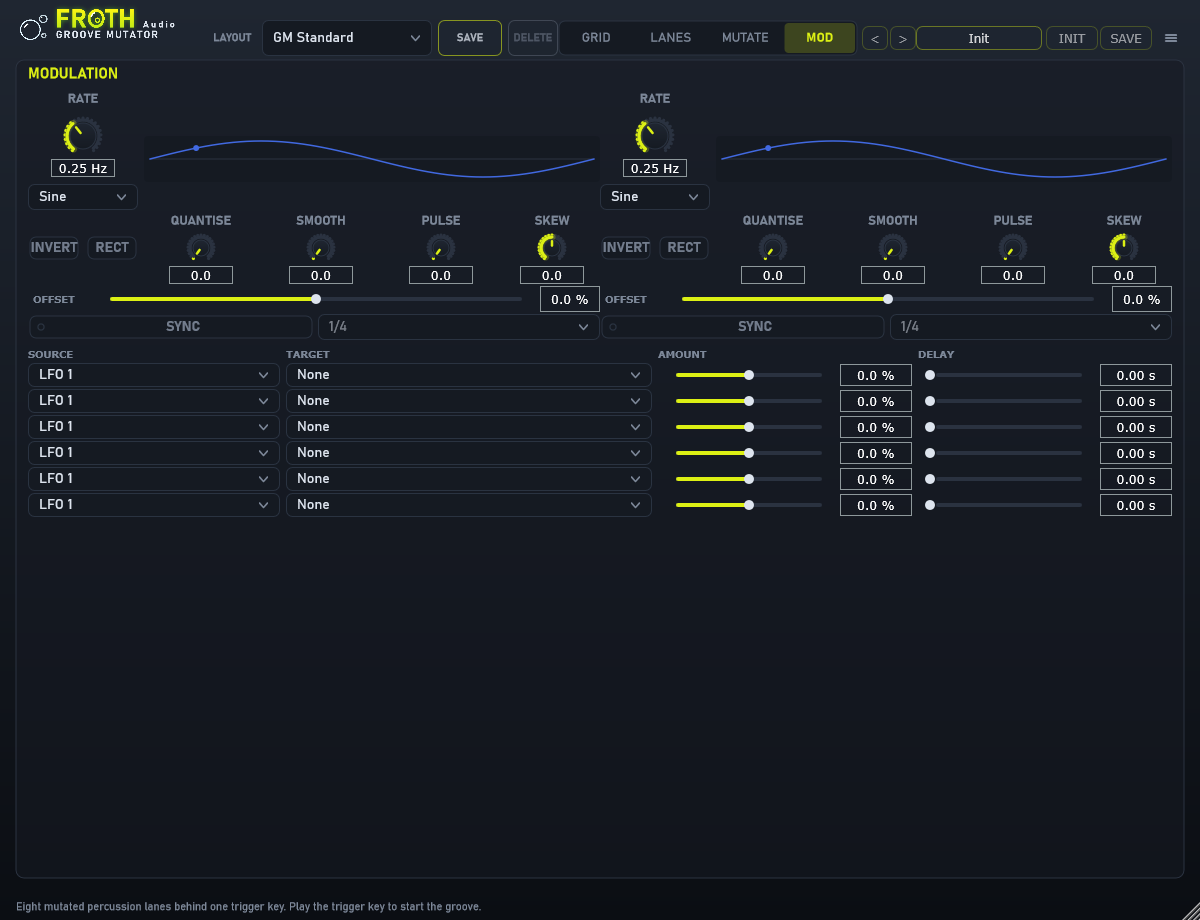 FROTH Audio
GROOVE MUTATOR
LAYOUT GM Standard SAVE DELETE GRID LANES MUTATE MOD < > Init INIT SAVE
MODULATION
RATE RATE
0.25 Hz 0.25 Hz
Sine Sine
QUANTISE SMOOTH PULSE SKEW QUANTISE SMOOTH PULSE SKEW
INVERT RECT INVERT RECT
0.0 0.0 0.0 0.0 0.0 0.0 0.0 0.0
OFFSET 0.0 % OFFSET 0.0 %
SYNC 1/4 SYNC 1/4
SOURCE TARGET AMOUNT DELAY
LFO 1 None 0.0 % 0.00 s
LFO 1 None 0.0 % 0.00 s
LFO 1 None 0.0 % 0.00 s
LFO 1 None 0.0 % 0.00 s
LFO 1 None 0.0 % 0.00 s
LFO 1 None 0.0 % 0.00 s
Eight mutated percussion lanes behind one trigger key. Play the trigger key to start the groove.